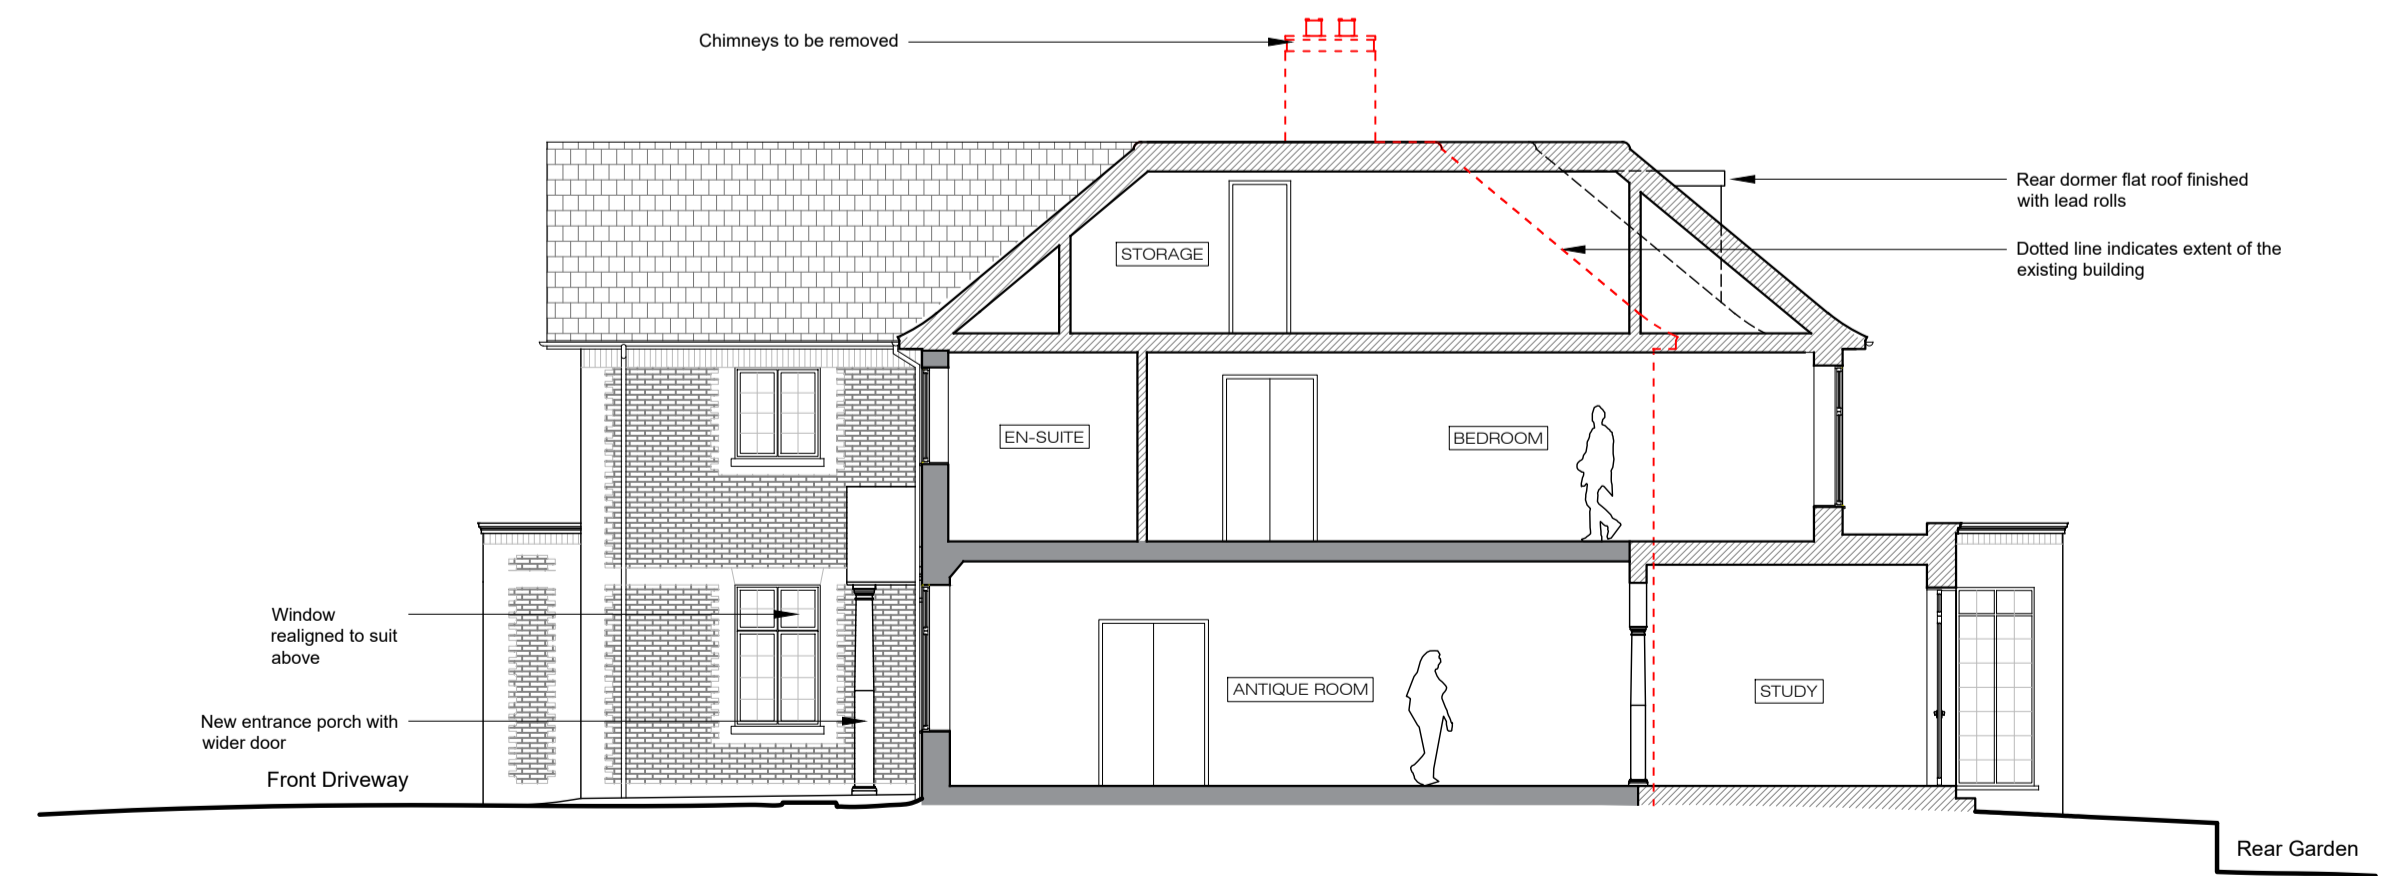 Chimneys to be removed
Rear dormer flat roof finished
with lead rolls
Dotted line indicates extent of the
existing building
STORAGE
EN-SUITE
BEDROOM
Window
realigned to suit
above
ANTIQUE ROOM
STUDY
New entrance porch with
wider door
Front Driveway
Rear Garden